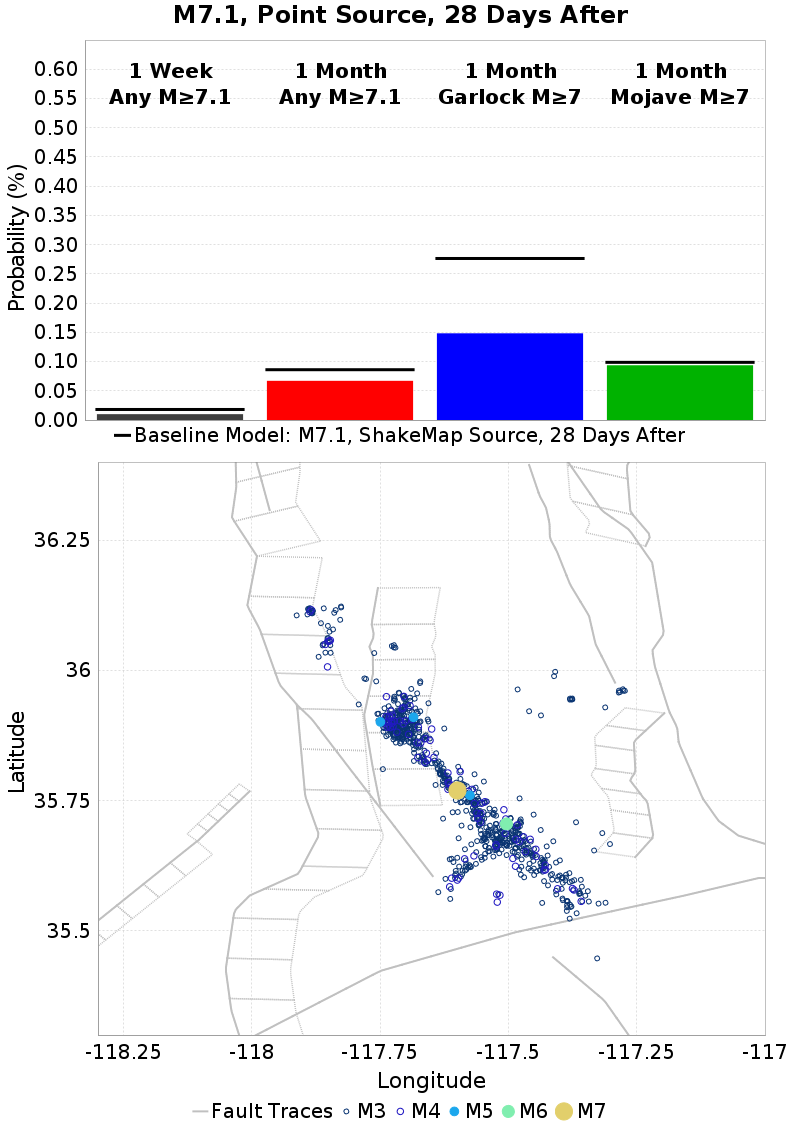 M7.1, Point Source, 28 Days After
1 Week
Any M≥7.1
1 Month
Any M≥7.1
1 Month
Garlock M≥7
1 Month
Mojave M≥7
Probability (%)
0.60
0.55
0.50
0.45
0.40
0.35
0.30
0.25
0.20
0.15
0.10
0.05
0.00
Baseline Model: M7.1, ShakeMap Source, 28 Days After
Latitude
36.25
36
35.75
35.5
-118.25 -118 -117.75 -117.5 -117.25 -117
Longitude
Fault Traces M3 M4 M5 M6 M7